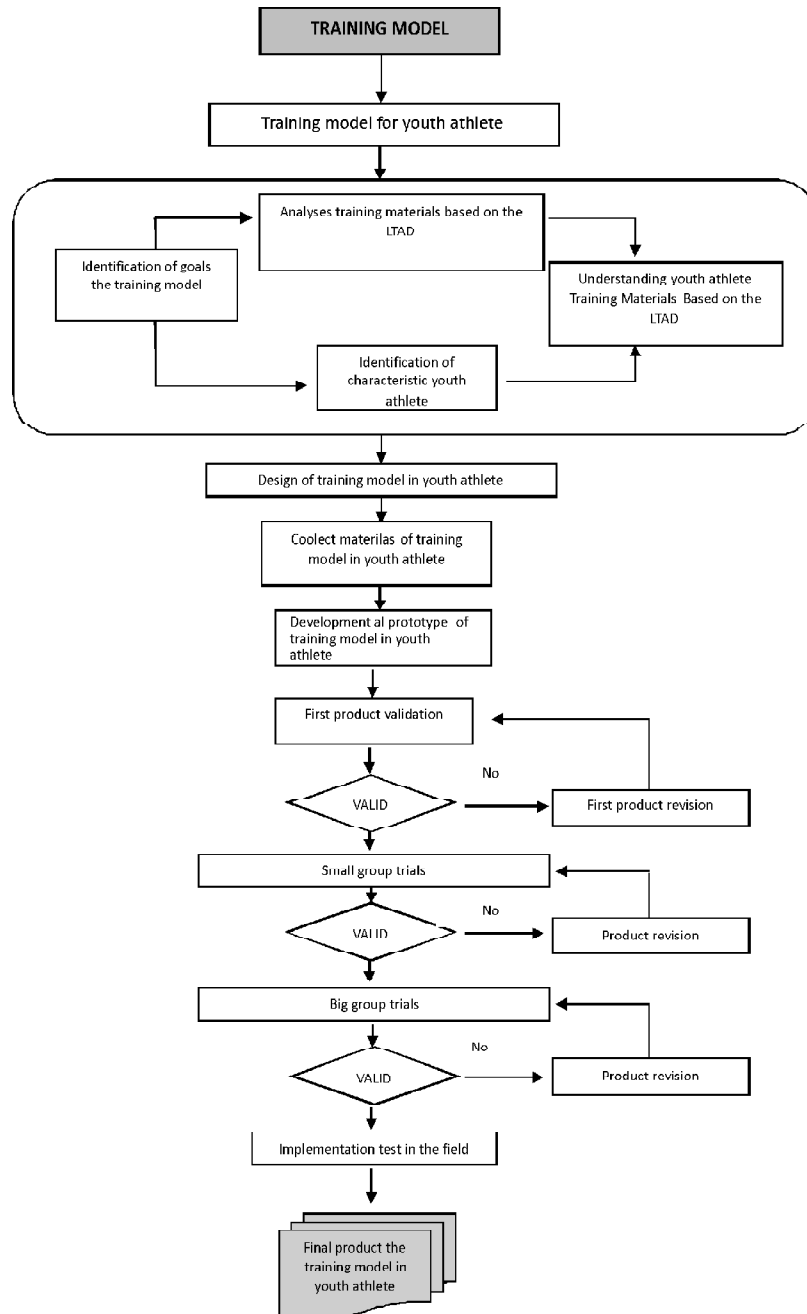 TRAINING MODEL
Training model for youth athlete
Analyses training materials based on the
LTAD
Identification of goals
the training model
Understanding youth athlete
Training Materials Based on the
LTAD
Identification of
characteristic youth
athlete
Design of training model in youth athlete
Coolect materilas of training
model in youth athlete
Development al prototype of
training model in youth
athlete
First product validation
No
VALID
First product revision
Small group trials
No
VALID
Product revision
Big group trials
No
VALID
Product revision
Implementation test in the field
Final product the
training model in
youth athlete